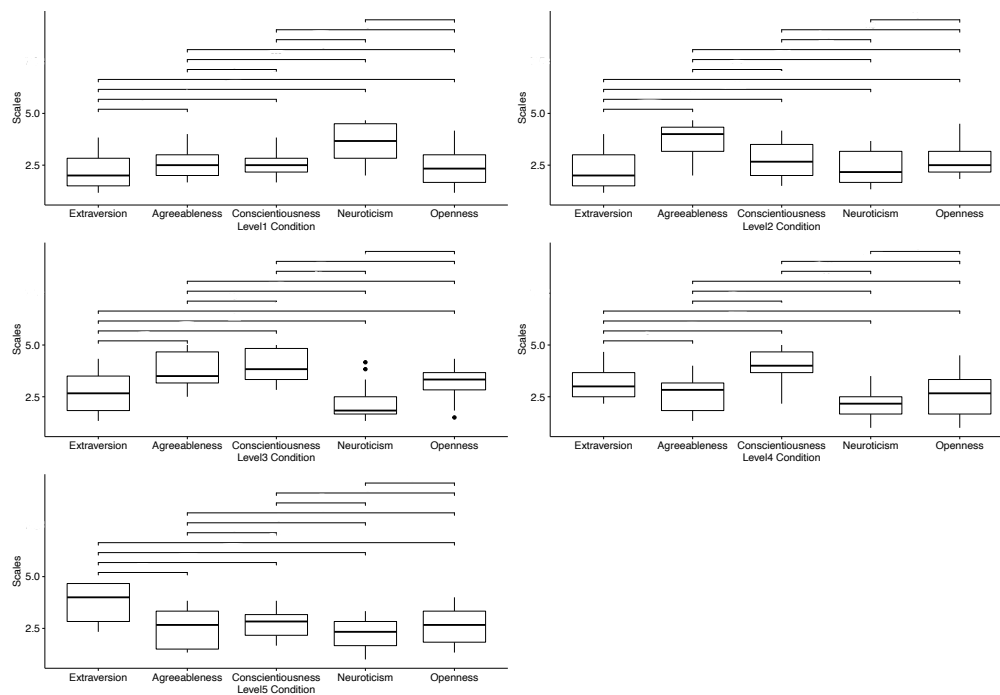 Scales
5.0
2.5
Extraversion Agreeableness Conscientiousness Neuroticism Openness
Level1 Condition
Scales
5.0
2.5
Extraversion Agreeableness Conscientiousness Neuroticism Openness
Level2 Condition
Scales
5.0
2.5
Extraversion Agreeableness Conscientiousness Neuroticism Openness
Level3 Condition
Scales
5.0
2.5
Extraversion Agreeableness Conscientiousness Neuroticism Openness
Level4 Condition
Scales
5.0
2.5
Extraversion Agreeableness Conscientiousness Neuroticism Openness
Level5 Condition